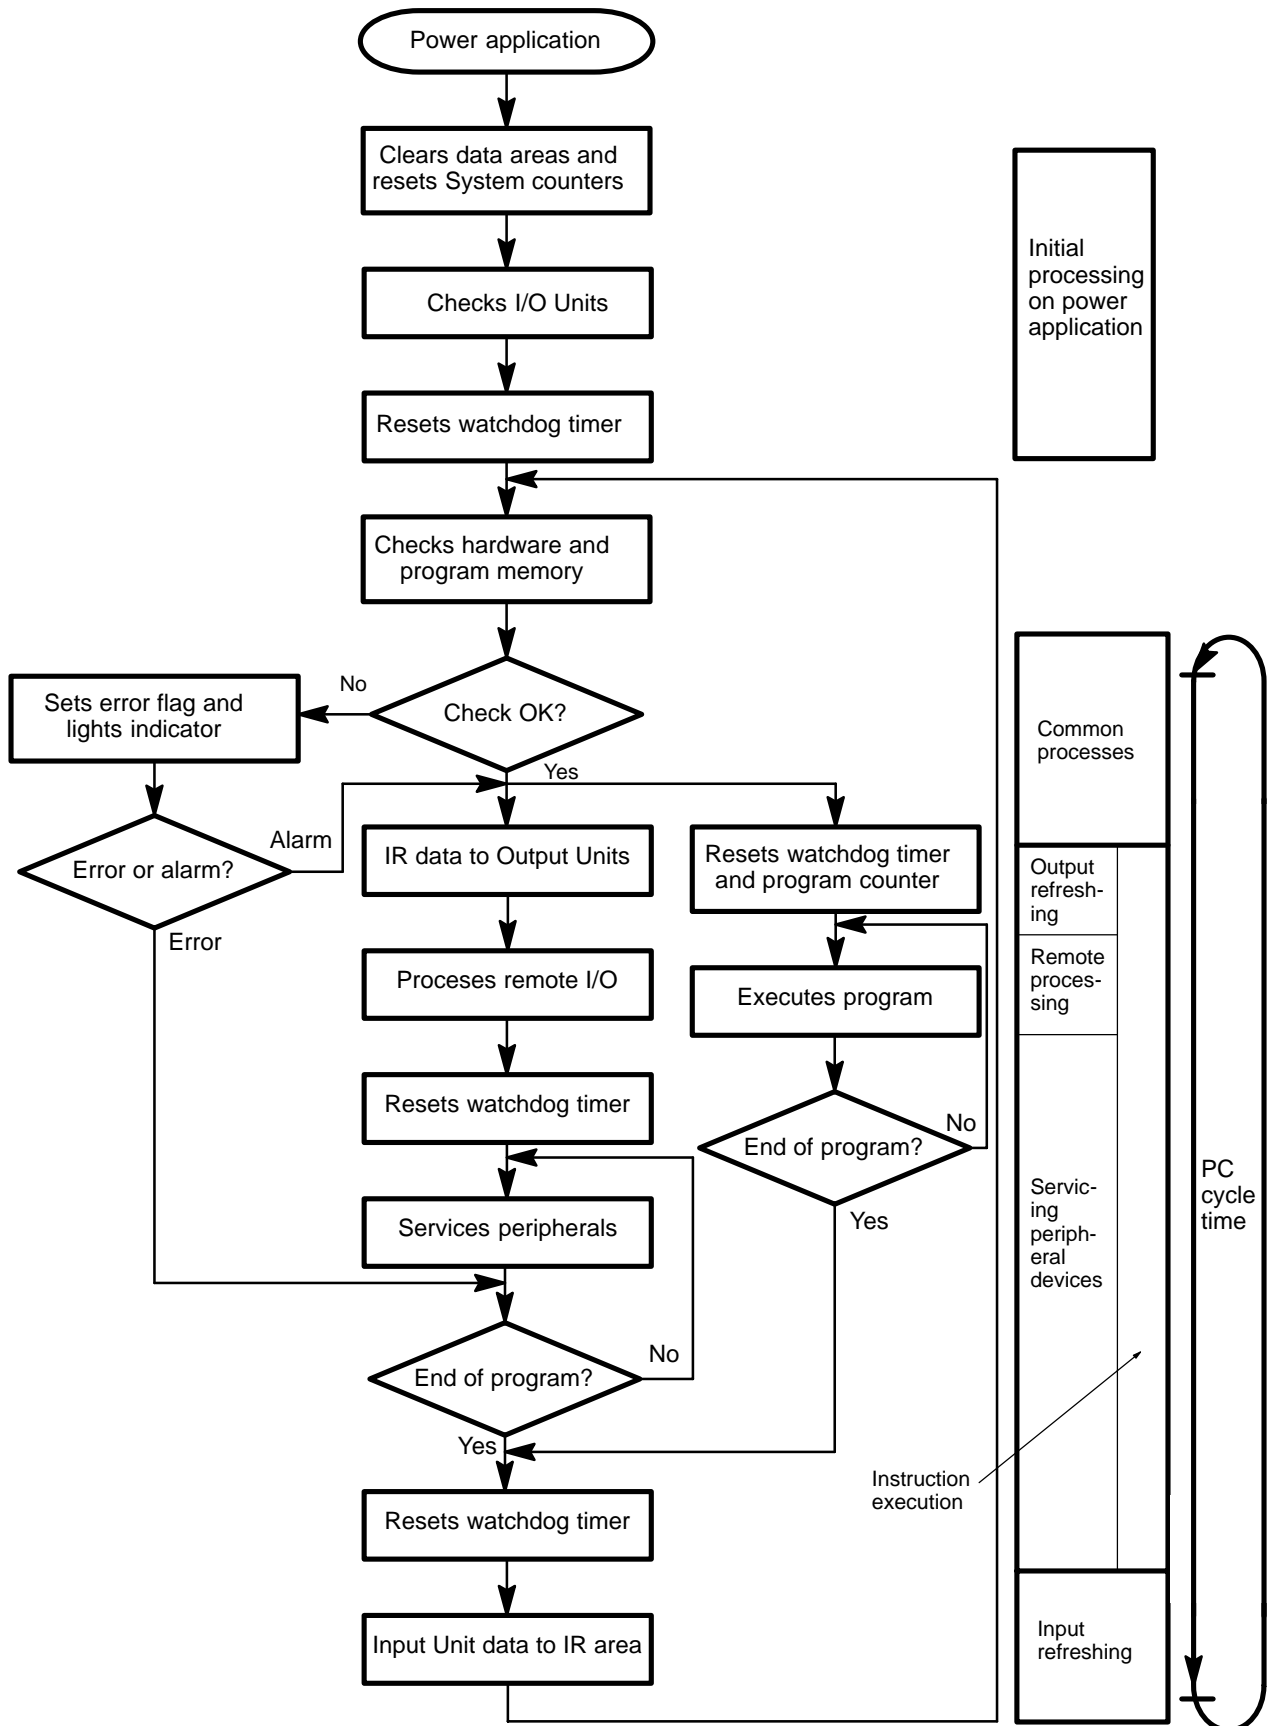 Power application
Clears data areas and
resets System counters
Checks I/O Units
Resets watchdog timer
Initial
processing
on power
application
Checks hardware and
program memory
Check OK?
No
Yes
Sets error flag and
lights indicator
Error or alarm?
Alarm
Error
IR data to Output Units
Proceses remote I/O
Resets watchdog timer
Services peripherals
End of program?
No
Yes
Resets watchdog timer
and program counter
Executes program
End of program?
No
Yes
Resets watchdog timer
Input Unit data to IR area
Common
processes
Output
refresh-
ing
Remote
proces-
sing
Servic-
ing
periph-
eral
devices
Instruction
execution
Input
refreshing
PC
cycle
time